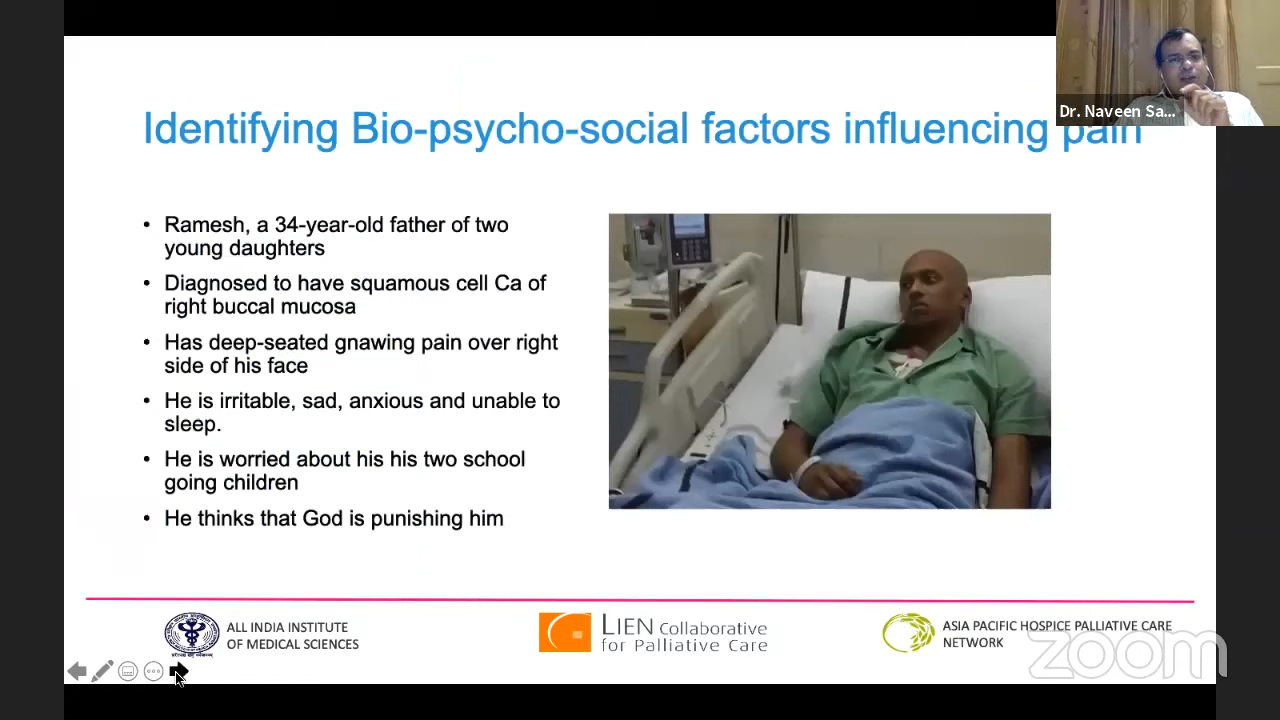 Dr. Naveen Sa...
Identifying Bio-psycho-social factors influencing pain
• Ramesh, a 34-year-old father of two
young daughters
• Diagnosed to have squamous cell Ca of
right buccal mucosa
• Has deep-seated gnawing pain over right
side of his face
• He is irritable, sad, anxious and unable to
sleep.
• He is worried about his his two school
going children
• He thinks that God is punishing him
ALL INDIA INSTITUTE
OF MEDICAL SCIENCES
LIEN Collaborative
for Palliative Care
ASIA PACIFIC HOSPICE PALLIATIVE CARE
NETWORK
zoom